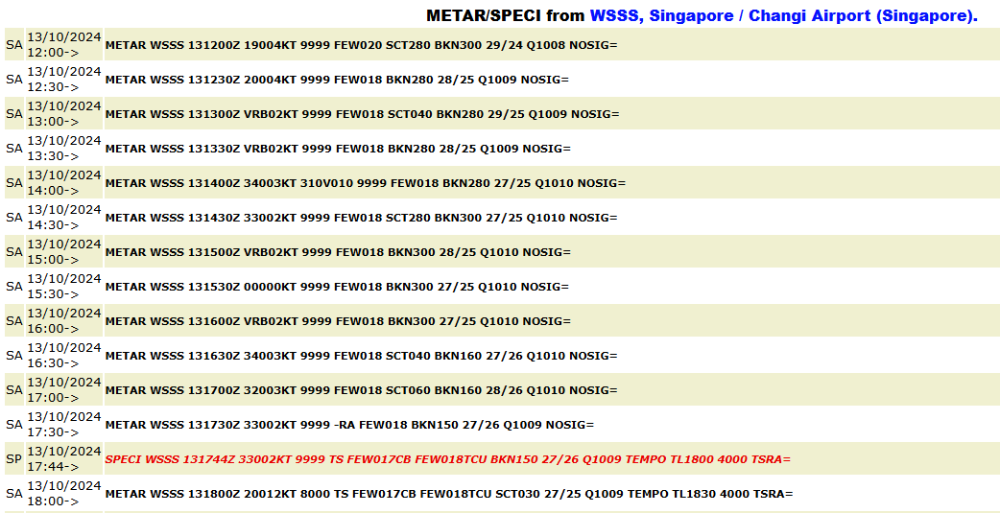 METAR/SPECI from WSSS, Singapore / Changi Airport (Singapore).
SA 13/10/2024 12:00-> METAR WSSS 131200Z 19004KT 9999 FEW020 SCT280 BKN300 29/24 Q1008 NOSIG=
SA 13/10/2024 12:30-> METAR WSSS 131230Z 20004KT 9999 FEW018 BKN280 28/25 Q1009 NOSIG=
SA 13/10/2024 13:00-> METAR WSSS 131300Z VRB02KT 9999 FEW018 SCT040 BKN280 29/25 Q1009 NOSIG=
SA 13/10/2024 13:30-> METAR WSSS 131330Z VRB02KT 9999 FEW018 BKN280 28/25 Q1009 NOSIG=
SA 13/10/2024 14:00-> METAR WSSS 131400Z 34003KT 310V010 9999 FEW018 BKN280 27/25 Q1010 NOSIG=
SA 13/10/2024 14:30-> METAR WSSS 131430Z 33002KT 9999 FEW018 SCT280 BKN300 27/25 Q1010 NOSIG=
SA 13/10/2024 15:00-> METAR WSSS 131500Z VRB02KT 9999 FEW018 BKN300 28/25 Q1010 NOSIG=
SA 13/10/2024 15:30-> METAR WSSS 131530Z 00000KT 9999 FEW018 BKN300 27/25 Q1010 NOSIG=
SA 13/10/2024 16:00-> METAR WSSS 131600Z VRB02KT 9999 FEW018 BKN300 27/25 Q1010 NOSIG=
SA 13/10/2024 16:30-> METAR WSSS 131630Z 34003KT 9999 FEW018 SCT040 BKN160 27/26 Q1010 NOSIG=
SA 13/10/2024 17:00-> METAR WSSS 131700Z 32003KT 9999 FEW018 SCT060 BKN160 28/26 Q1010 NOSIG=
SA 13/10/2024 17:30-> METAR WSSS 131730Z 33002KT 9999 -RA FEW018 BKN150 27/26 Q1009 NOSIG=
SP 13/10/2024 17:44-> SPECI WSSS 131744Z 33002KT 9999 TS FEW017CB FEW018TCU BKN150 27/26 Q1009 TEMPO TL1800 4000 TSRA=
SA 13/10/2024 18:00-> METAR WSSS 131800Z 20012KT 8000 TS FEW017CB FEW018TCU SCT030 27/25 Q1009 TEMPO TL1830 4000 TSRA=